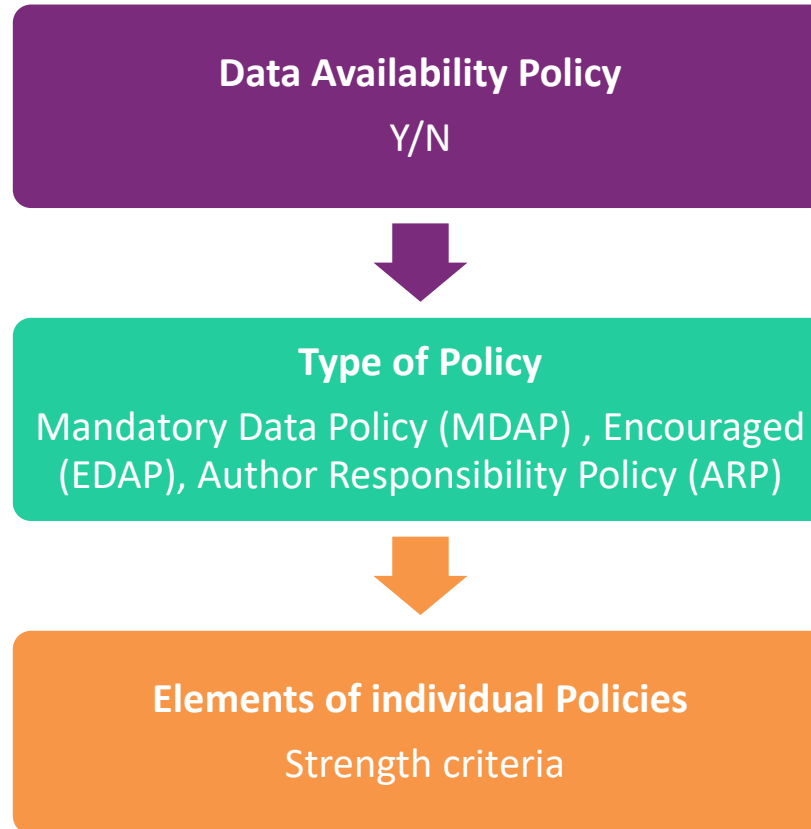 Data Availability Policy
Y/N
Type of Policy
Mandatory Data Policy (MDAP) , Encouraged
(EDAP), Author Responsibility Policy (ARP)
Elements of individual Policies
Strength criteria